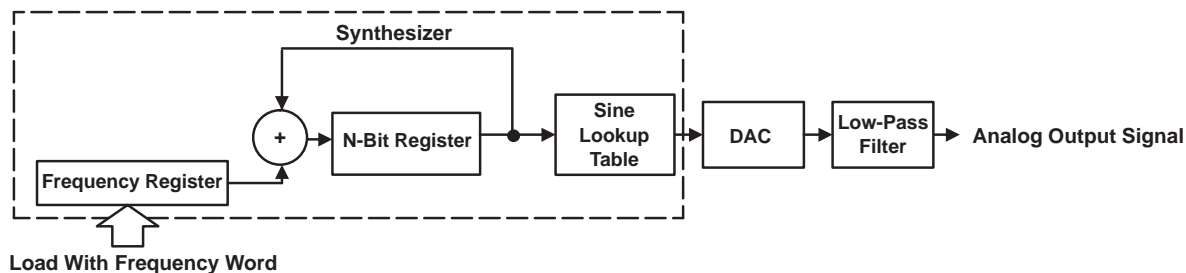 Synthesizer
+
N-Bit Register
Sine
Lookup
Table
DAC
Low-Pass
Filter
Analog Output Signal
Frequency Register
Load With Frequency Word